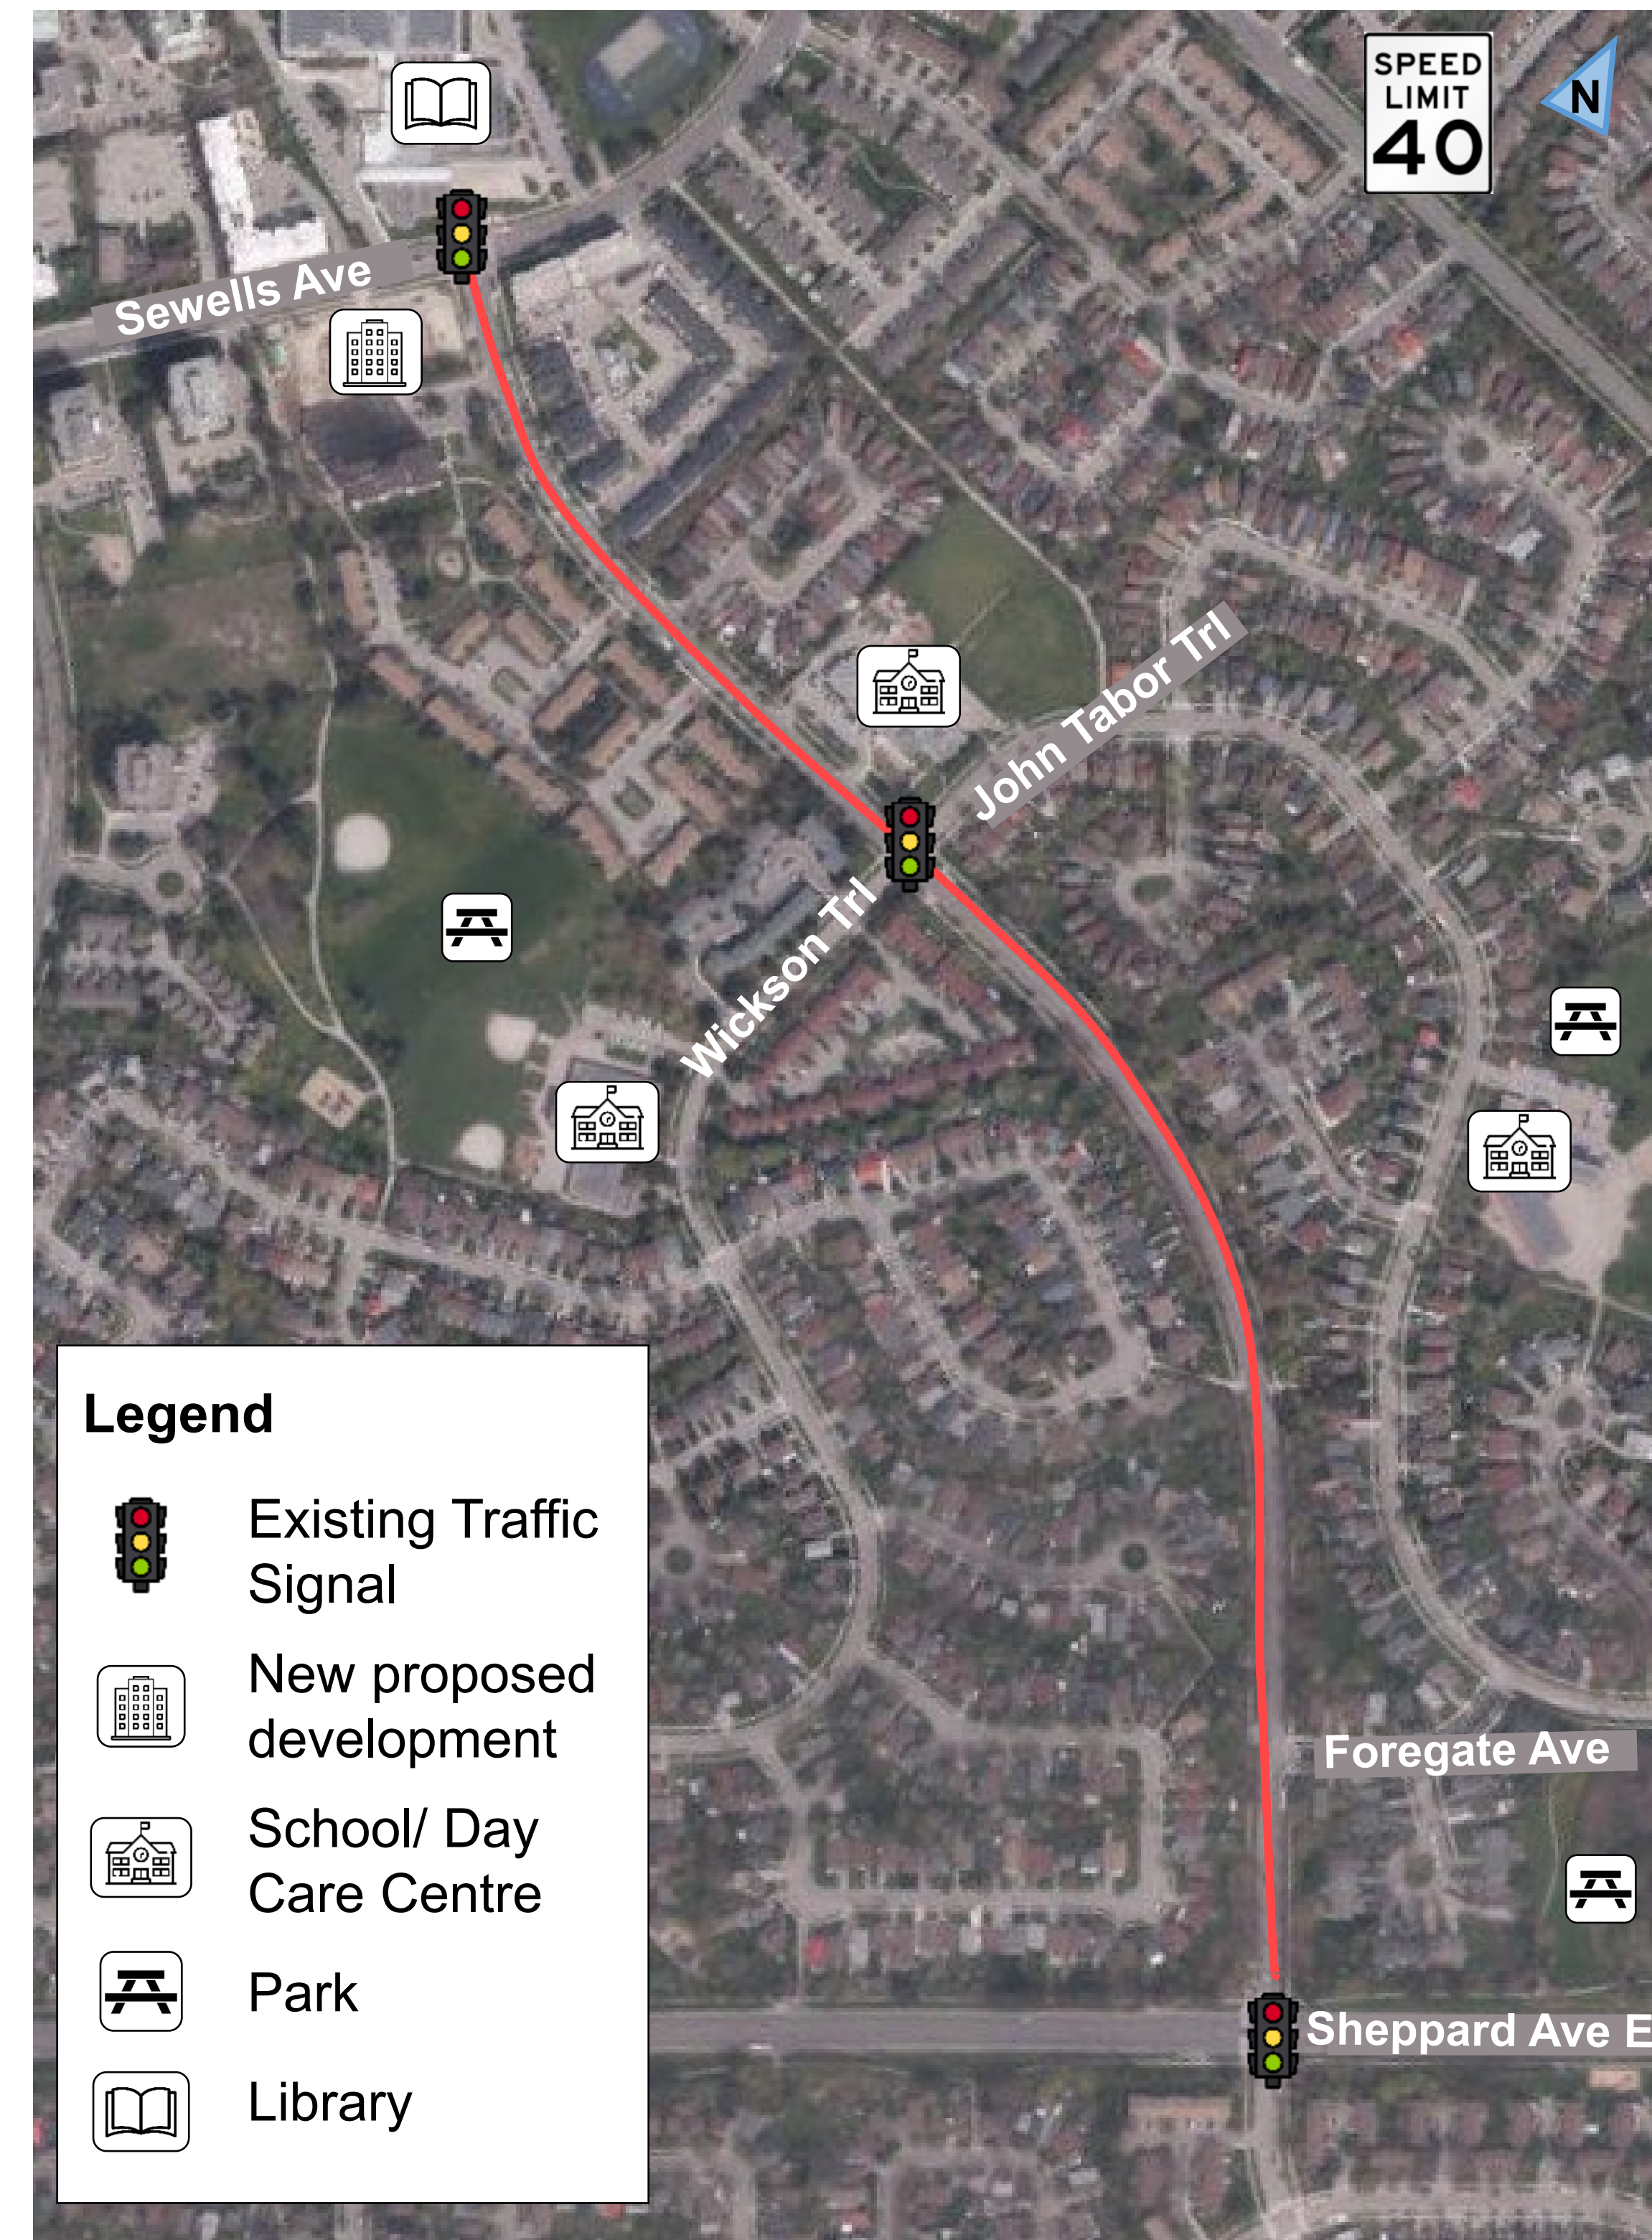 SPEED
LIMIT
40
N
Sewells Ave
John Tabor Trl
Wickson Trl
Legend
Existing Traffic
Signal
New proposed
development
School/ Day
Care Centre
Park
Library
Foregate Ave
Sheppard Ave E